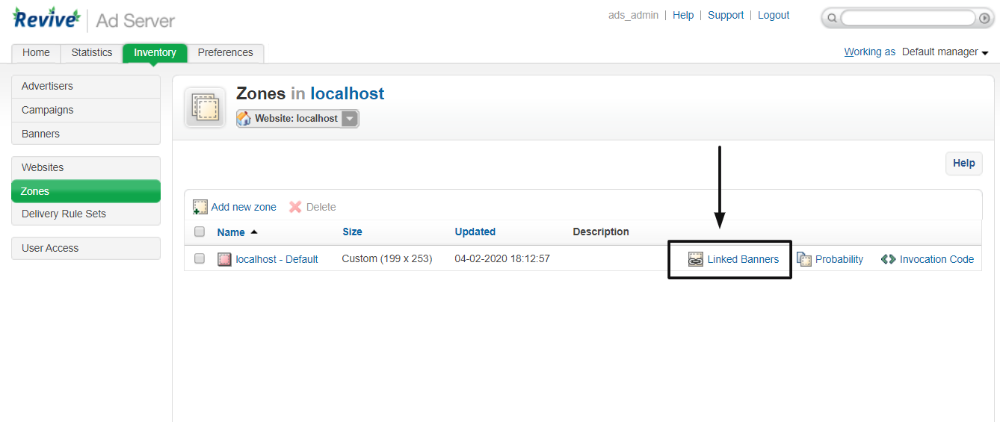 Revive Ad Server
ads_admin | Help | Support | Logout
Home Statistics Inventory Preferences
Working as Default manager
Advertisers
Campaigns
Banners
Websites
Zones
Delivery Rule Sets
User Access
Zones in localhost
Website: localhost
Help
Add new zone Delete
Name Size Updated Description
localhost - Default Custom (199 x 253) 04-02-2020 18:12:57 Linked Banners Probability Invocation Code